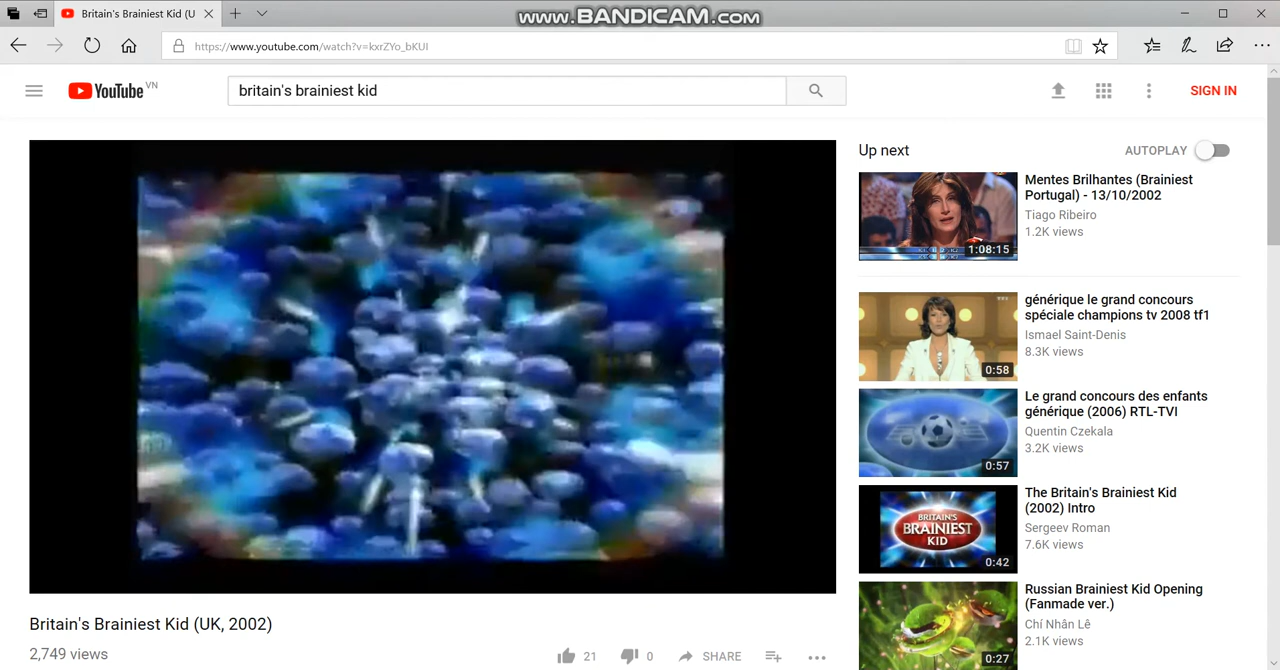 www.BANDICAM.com
Britain's Brainiest Kid (U
https://www.youtube.com/watch?v=kxrZYo_bKUI
YouTube VN
britain's brainiest kid
SIGN IN
Up next
AUTOPLAY
Mentes Brilhantes (Brainiest
Portugal) - 13/10/2002
Tiago Ribeiro
1.2K views
1:08:15
générique le grand concours
spéciale champions tv 2008 tf1
Ismael Saint-Denis
8.3K views
0:58
Le grand concours des enfants
générique (2006) RTL-TVI
Quentin Czekala
3.2K views
0:57
The Britain's Brainiest Kid
(2002) Intro
Sergeev Roman
7.6K views
BRITAIN'S
BRAINIEST
KID
0:42
Russian Brainiest Kid Opening
(Fanmade ver.)
Chí Nhân Lê
2.1K views
0:27
Britain's Brainiest Kid (UK, 2002)
2,749 views
21
0
SHARE